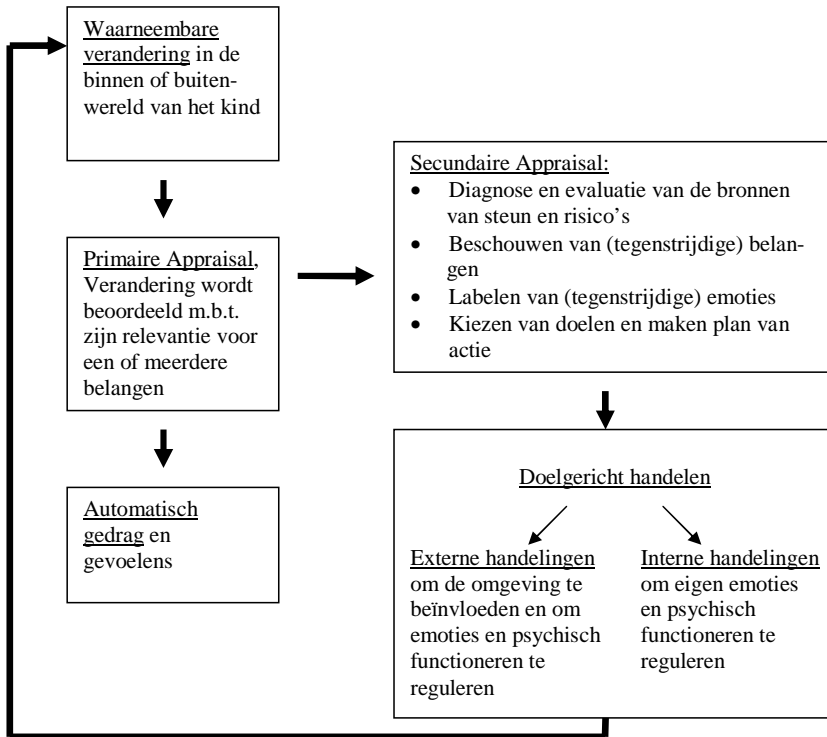 Waarneembare
verandering in de
binnen of buiten-
wereld van het kind
Primaire Appraisal,
Verandering wordt
beoordeeld m.b.t.
zijn relevantie voor
een of meerdere
belangen
Automatisch
gedrag en
gevoelens
Secundaire Appraisal:
• Diagnose en evaluatie van de bronnen
van steun en risico's
• Beschouwen van (tegenstrijdige) belan-
gen
• Labelen van (tegenstrijdige) emoties
• Kiezen van doelen en maken plan van
actie
Doelgericht handelen
Externe handelingen
om de omgeving te
beïnvloeden en om
emoties en psychisch
functioneren te
reguleren
Interne handelingen
om eigen emoties
en psychisch
functioneren te
reguleren